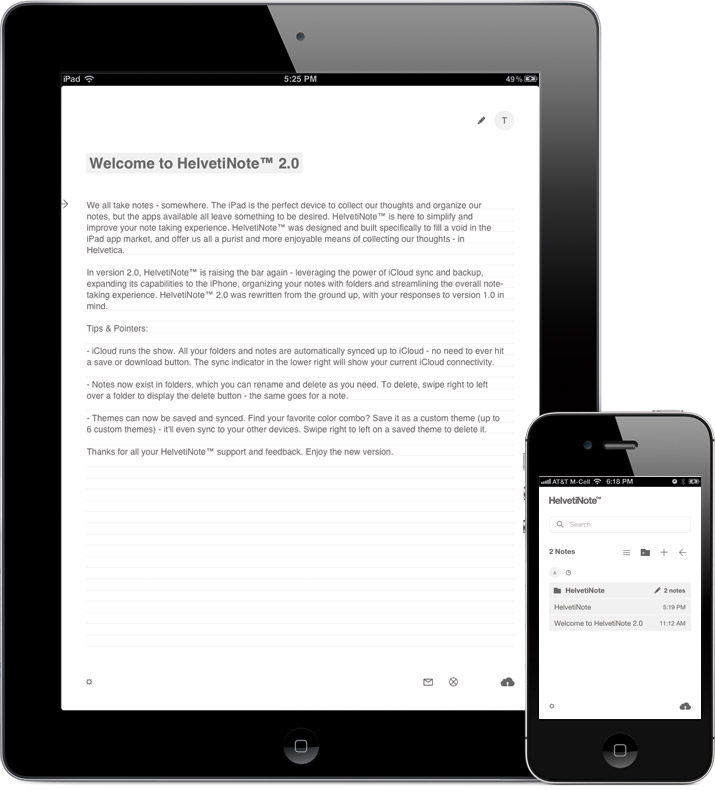 iPad 5:25 PM 49%
T
Welcome to HelvetiNote™ 2.0
We all take notes - somewhere. The iPad is the perfect device to collect our thoughts and organize our
notes, but the apps available all leave something to be desired. HelvetiNote™ is here to simplify and
improve your note taking experience. HelvetiNote™ was designed and built specifically to fill a void in the
iPad app market, and offer us all a purist and more enjoyable means of collecting our thoughts - in
Helvetica.
In version 2.0, HelvetiNote™ is raising the bar again - leveraging the power of iCloud sync and backup,
expanding its capabilities to the iPhone, organizing your notes with folders and streamlining the overall note-
taking experience. HelvetiNote™ 2.0 was rewritten from the ground up, with your responses to version 1.0 in
mind.
Tips & Pointers:
- iCloud runs the show. All your folders and notes are automatically synced up to iCloud - no need to ever hit
a save or download button. The sync indicator in the lower right will show your current iCloud connectivity.
- Notes now exist in folders, which you can rename and delete as you need. To delete, swipe right to left
over a folder to display the delete button - the same goes for a note.
- Themes can now be saved and synced. Find your favorite color combo? Save it as a custom theme (up to
6 custom themes) - it'll even sync to your other devices. Swipe right to left on a saved theme to delete it.
Thanks for all your HelvetiNote™ support and feedback. Enjoy the new version.
AT&T M-Cell 6:18 PM
HelvetiNote™
Search
2 Notes
A
HelvetiNote 2 notes
HelvetiNote 5:19 PM
Welcome to HelvetiNote 2.0 11:12 AM